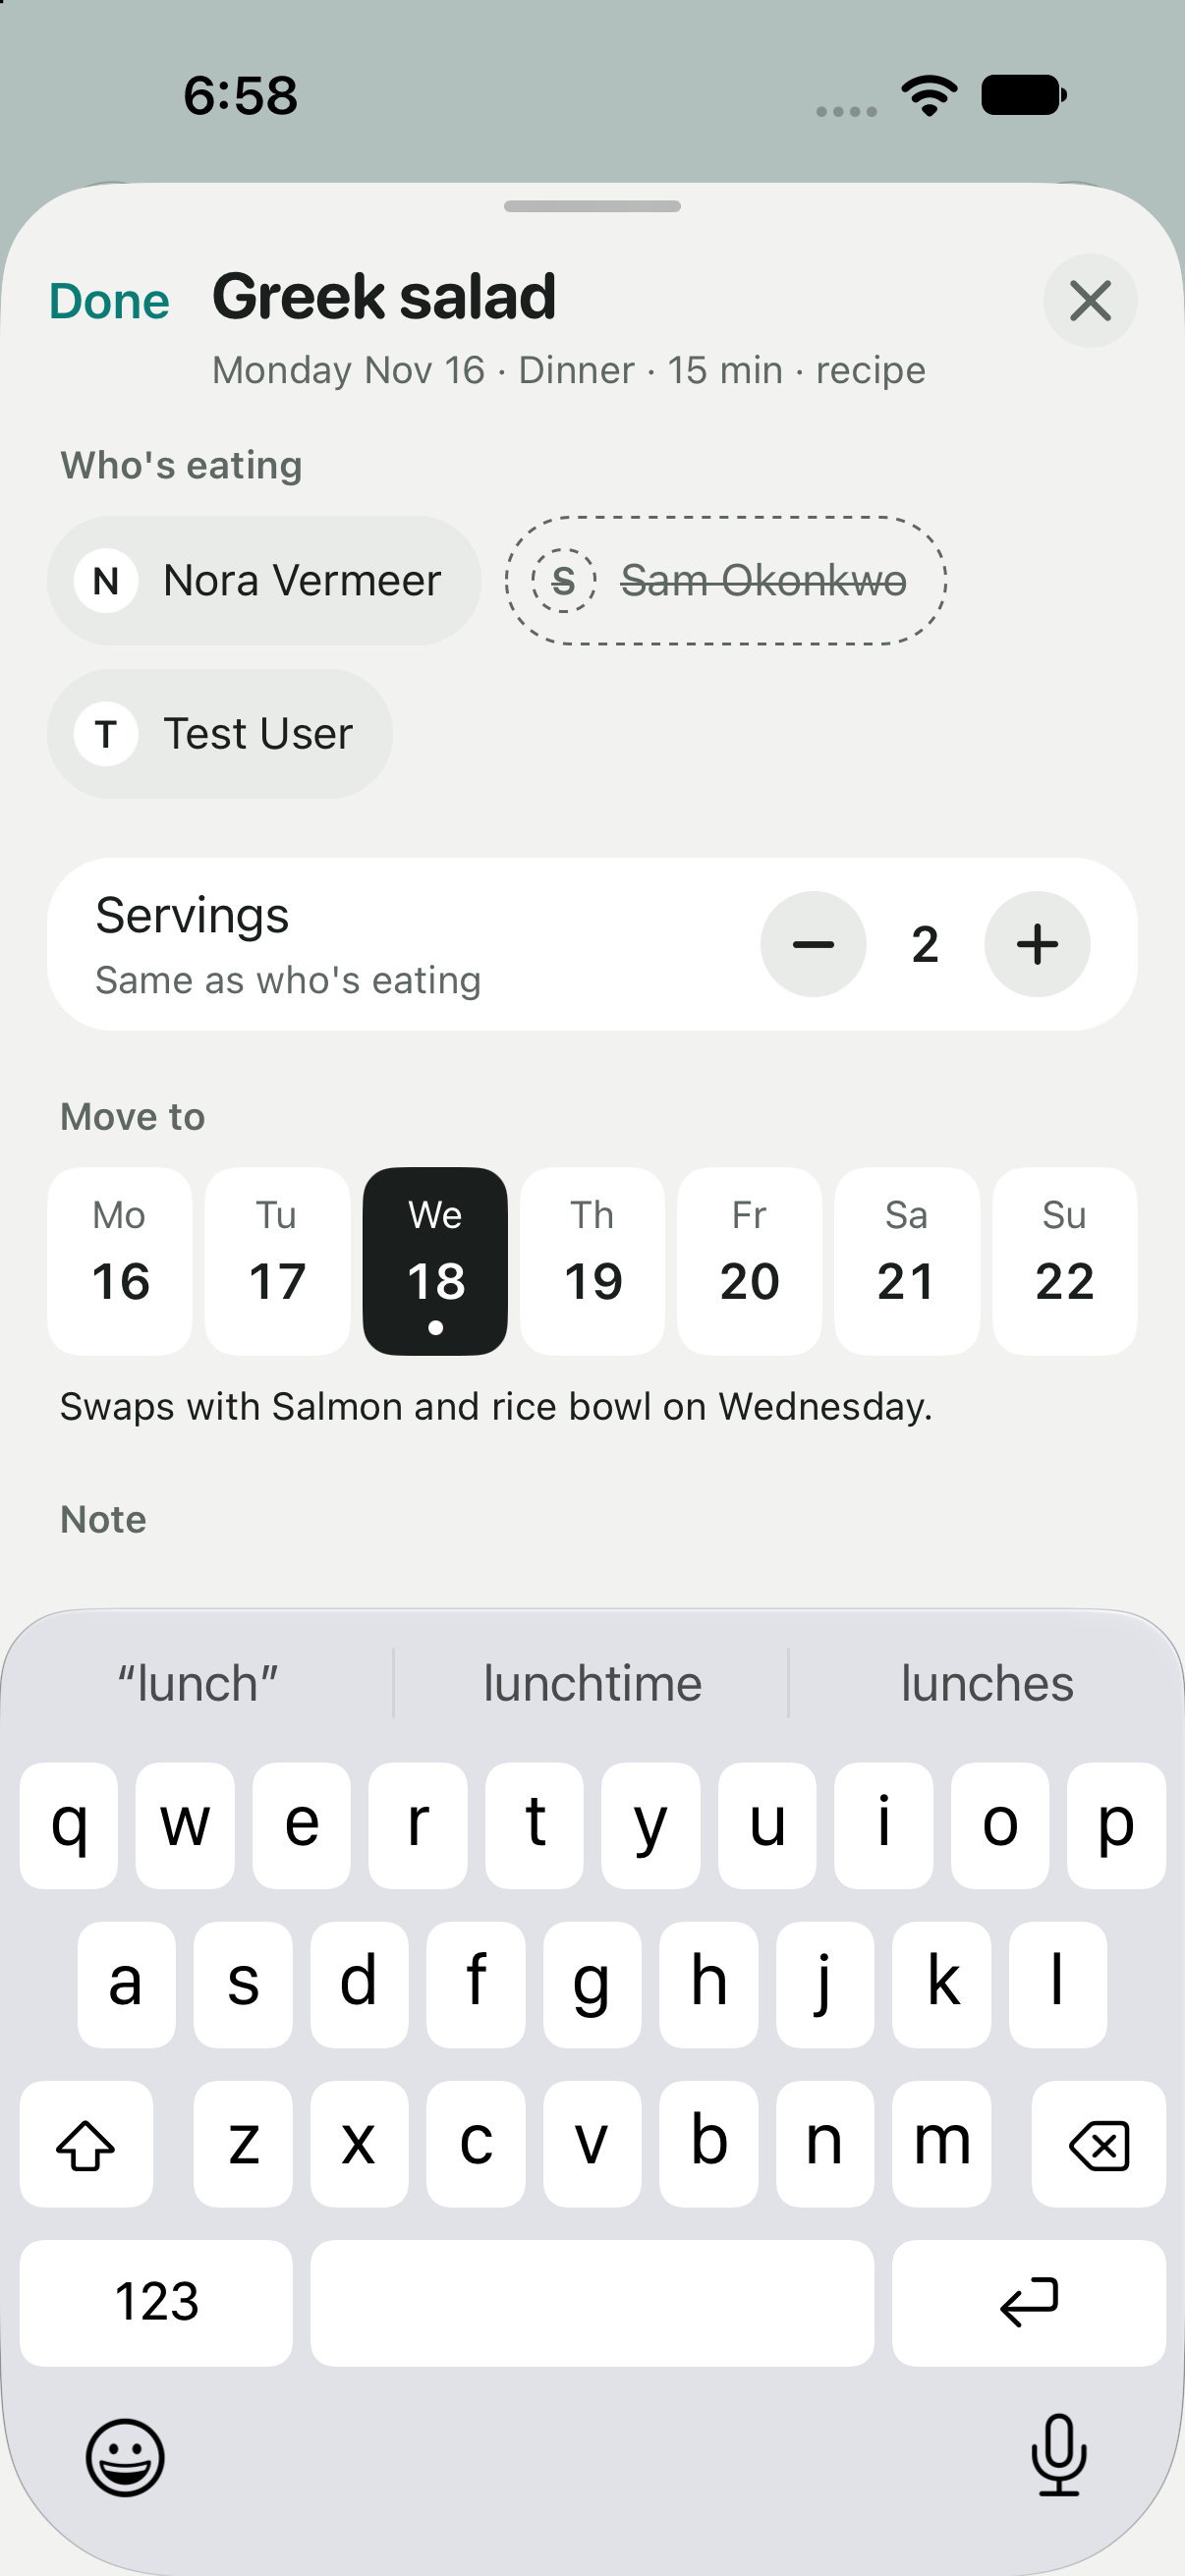 6:58
Done Greek salad
Monday Nov 16 · Dinner · 15 min · recipe
Who's eating
N Nora Vermeer S Sam Okonkwo
T Test User
Servings
Same as who's eating
2
Move to
Mo Tu We Th Fr Sa Su
16 17 18 19 20 21 22
Swaps with Salmon and rice bowl on Wednesday.
Note
“lunch” lunchtime lunches
q w e r t y u i o p
a s d f g h j k l
z x c v b n m
123